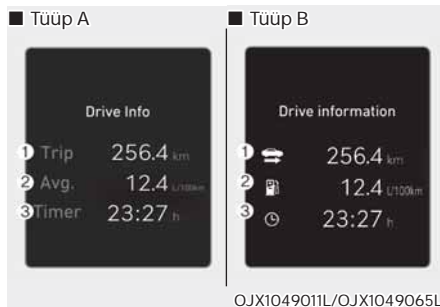 ■ Tüüp A
Drive Info
1 Trip 256.4 km
2 Avg. 12.4 L/100km
3 Timer 23:27 h
■ Tüüp B
Drive information
1 256.4 km
2 12.4 L/100km
3 23:27 h
OJX1049011L/OJX1049065L